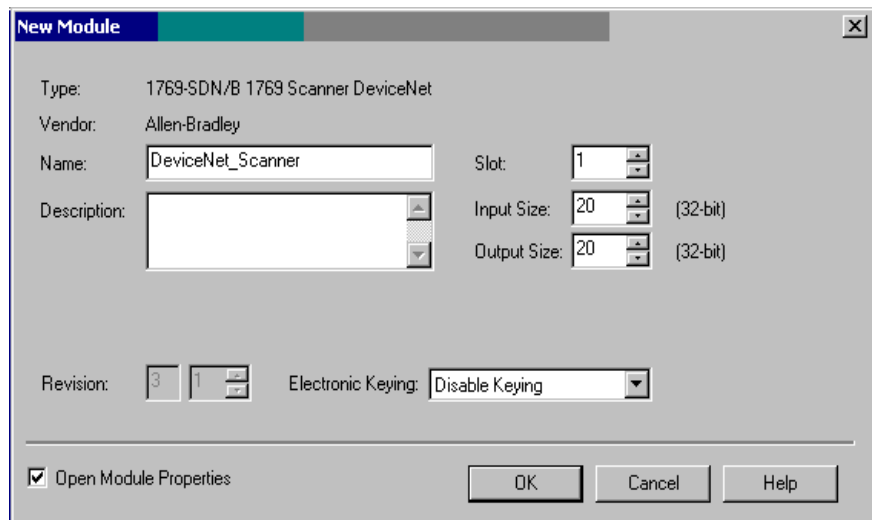 New Module
Type: 1769-SDN/B 1769 Scanner DeviceNet
Vendor: Allen-Bradley
Name: DeviceNet_Scanner Slot: 1
Description: Input Size: 20 (32-bit)
Output Size: 20 (32-bit)
Revision: 3 1 Electronic Keying: Disable Keying
Open Module Properties OK Cancel Help